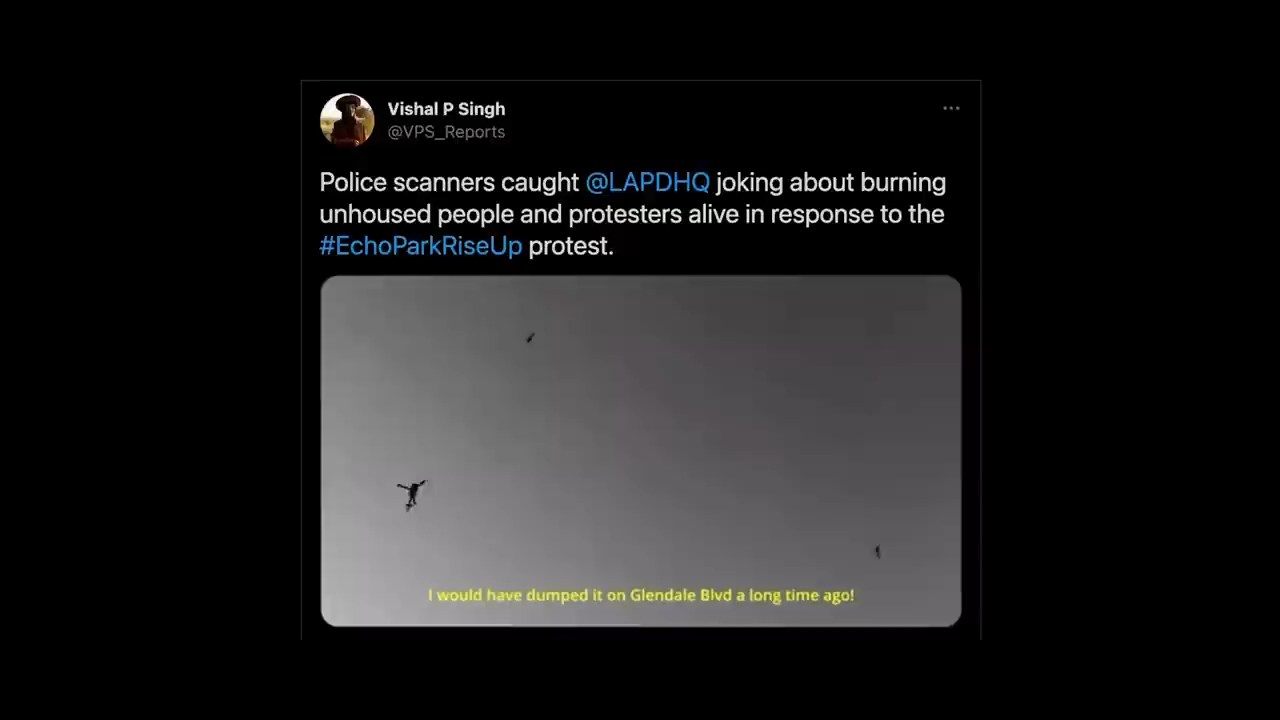 Vishal P Singh
@VPS_Reports
Police scanners caught @LAPDHQ joking about burning
unhoused people and protesters alive in response to the
#EchoParkRiseUp protest.
I would have dumped it on Glendale Blvd a long time ago!